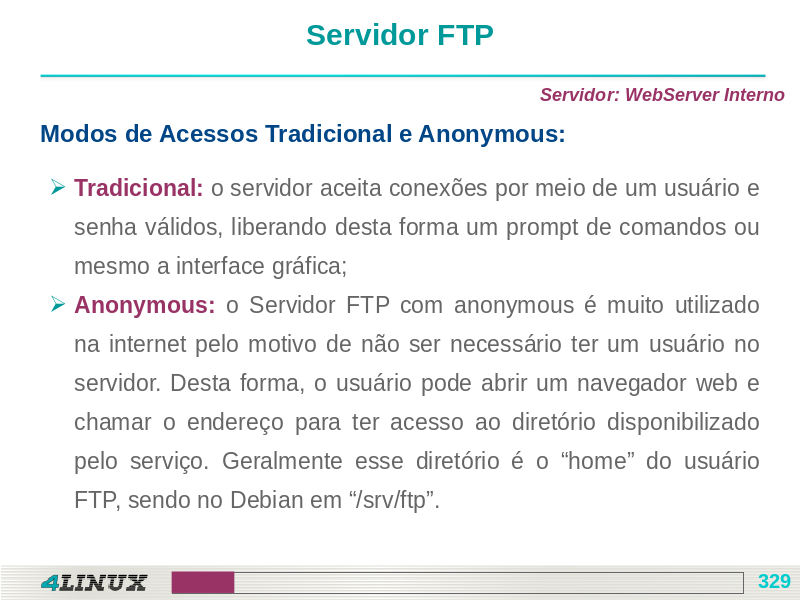 Servidor FTP
Servidor: WebServer Interno
Modos de Acessos Tradicional e Anonymous:
Tradicional: o servidor aceita conexões por meio de um usuário e
senha válidos, liberando desta forma um prompt de comandos ou
mesmo a interface gráfica;
Anonymous: o Servidor FTP com anonymous é muito utilizado
na internet pelo motivo de não ser necessário ter um usuário no
servidor. Desta forma, o usuário pode abrir um navegador web e
chamar o endereço para ter acesso ao diretório disponibilizado
pelo serviço. Geralmente esse diretório é o “home” do usuário
FTP, sendo no Debian em “/srv/ftp”.
4LINUX
329